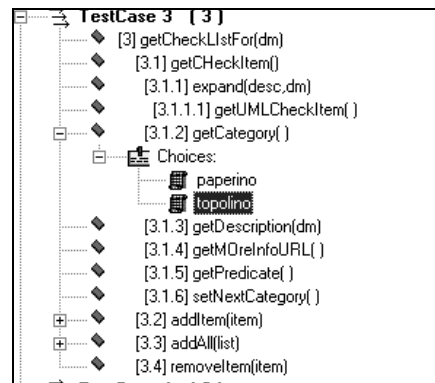 TestCase 3 ( 3 )
[3] getCheckLIstFor(dm)
[3.1] getCHeckItem()
[3.1.1] expand(desc,dm)
[3.1.1.1] getUMLCheckItem( )
[3.1.2] getCategory( )
Choices:
paperino
topolino
[3.1.3] getDescription(dm)
[3.1.4] getMOreInfoURL( )
[3.1.5] getPredicate( )
[3.1.6] setNextCategory( )
[3.2] addItem(item)
[3.3] addAll(list)
[3.4] removeItem(item)